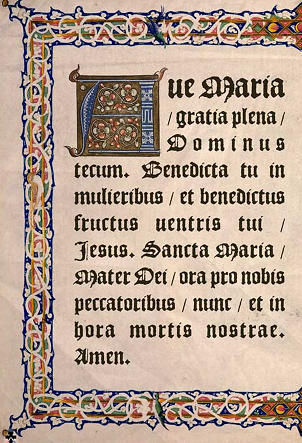 Aue Maria
/ gratia plena /
Dominus
tecum. Benedicta tu in
mulieribus / et benedictus
fructus uentris tui /
Jesus. Sancta Maria /
Mater Dei / ora pro nobis
peccatoribus / nunc / et in
hora mortis nostrae.
Amen.